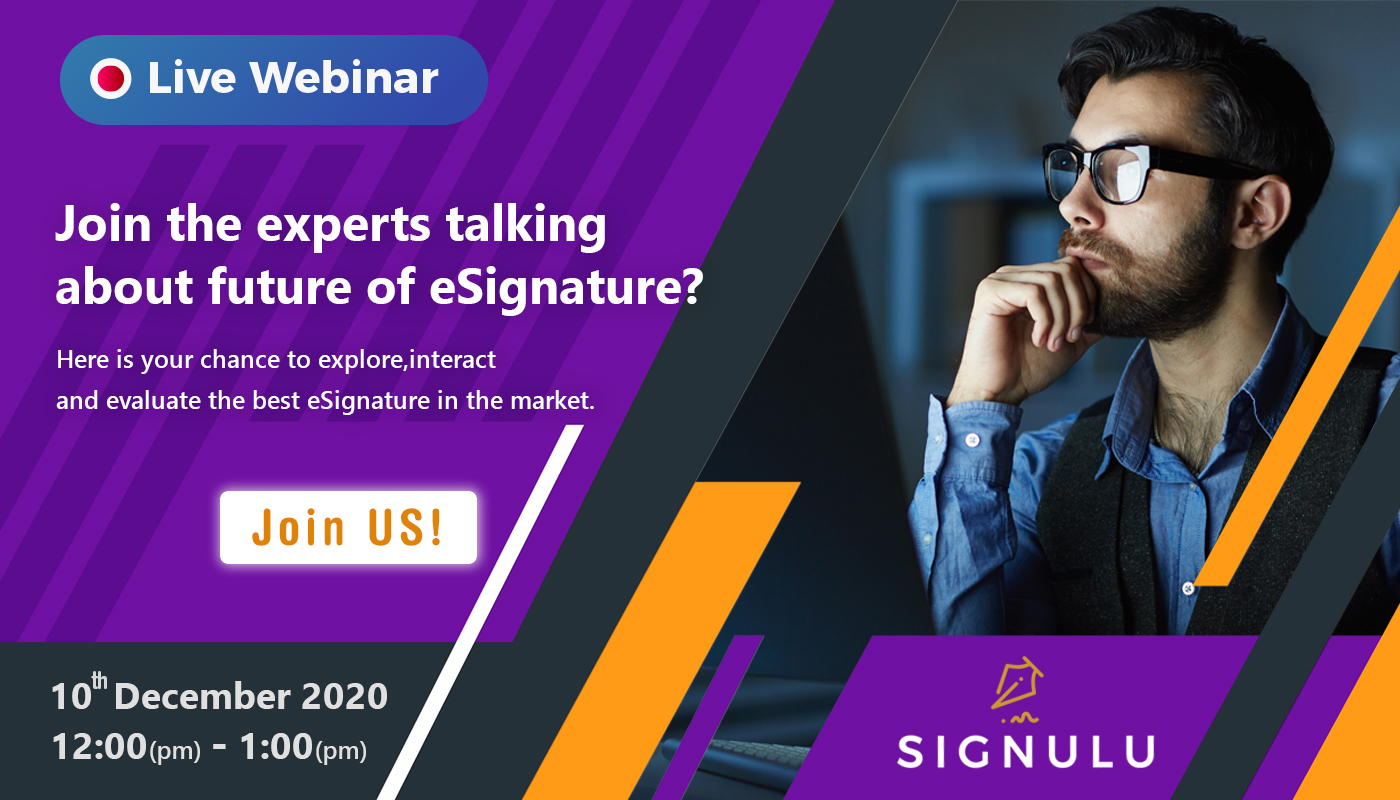 Live Webinar
Join the experts talking
about future of eSignature?
Here is your chance to explore,interact
and evaluate the best eSignature in the market.
Join US!
10th December 2020
12:00(pm) - 1:00(pm)
SIGNULU